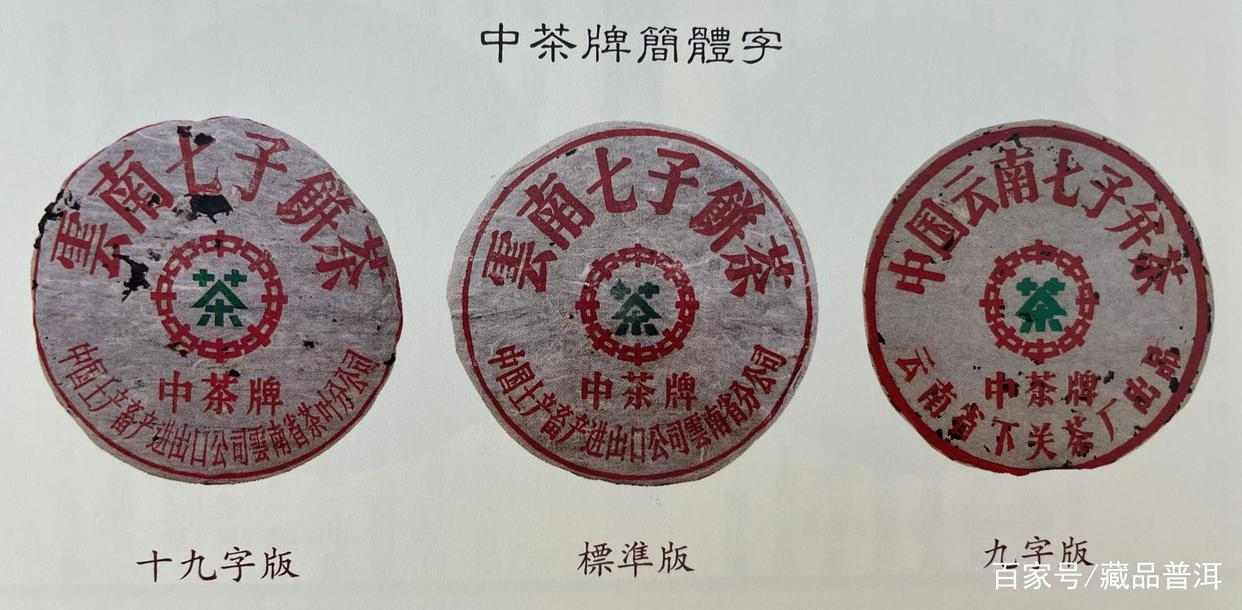 中茶牌簡體字
雲南七子餅茶
茶
中茶牌
中国土产畜产进出口公司雲南省茶叶分公司
十九字版
雲南七子餅茶
茶
中茶牌
中国土产畜产进出口公司雲南省分公司
標準版
中国云南七子弁茶
茶
中茶牌
云南省下关茶厂出品
九字版
百家号/藏品普洱